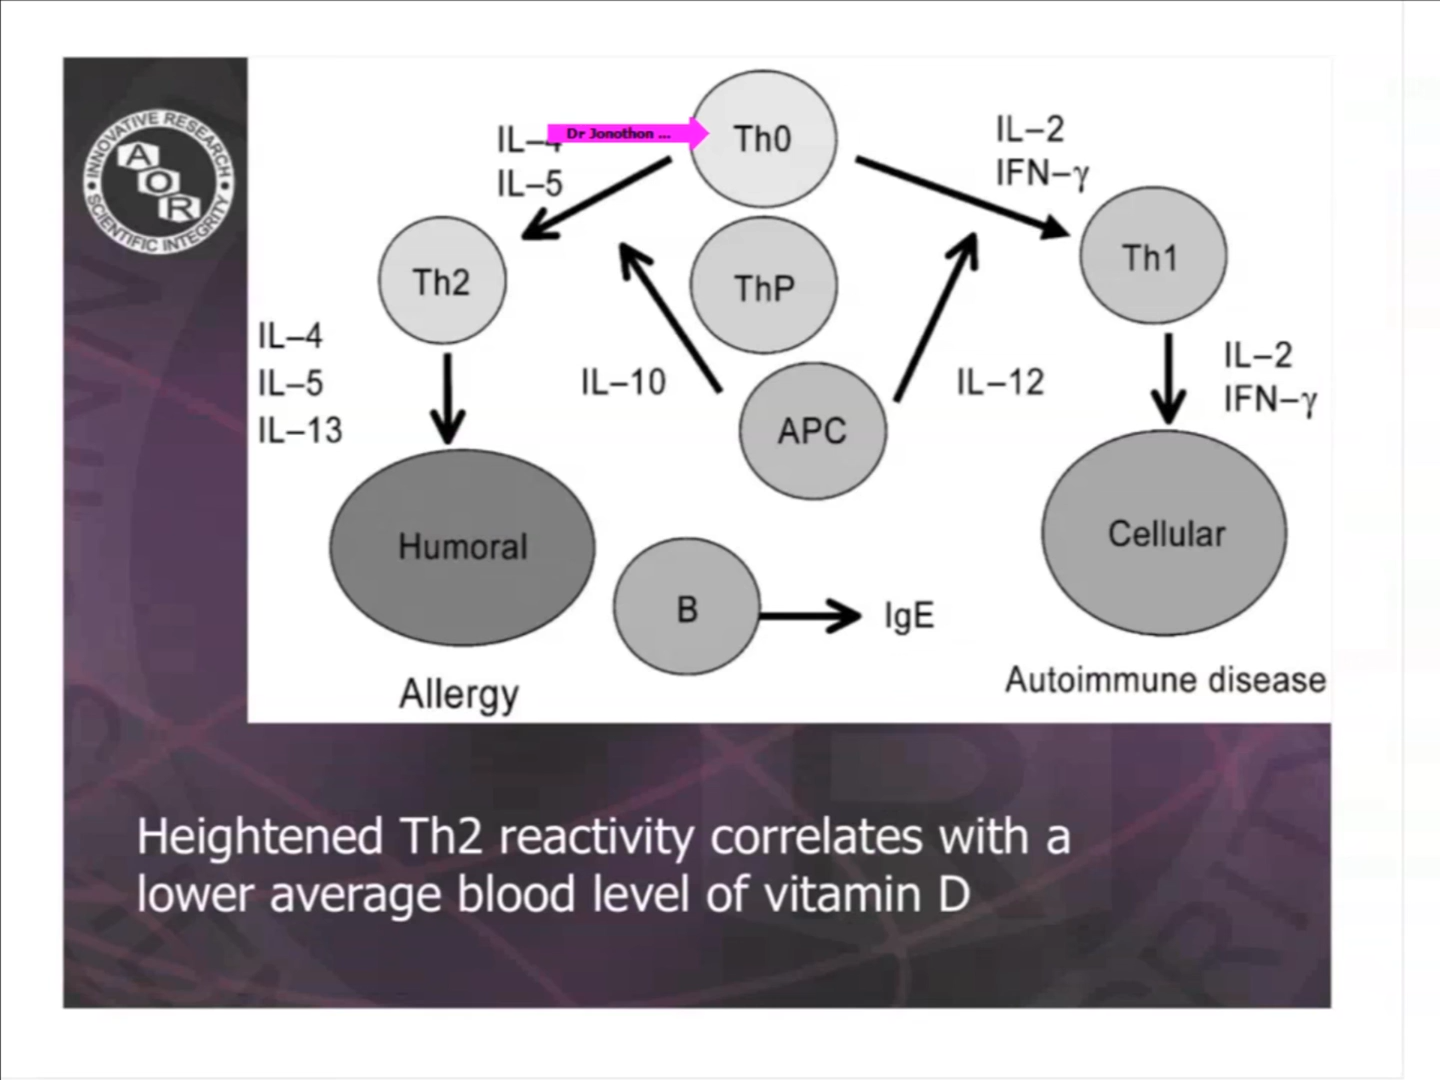 INNOVATIVE RESEARCH
AOR
SCIENTIFIC INTEGRITY
Th0
Dr Jonothon ...
IL–4
IL–5
IL–2
IFN–γ
Th2
ThP
Th1
IL–4
IL–5
IL–13
IL–10
IL–12
IL–2
IFN–γ
APC
Humoral
Cellular
B
IgE
Allergy
Autoimmune disease
Heightened Th2 reactivity correlates with a
lower average blood level of vitamin D